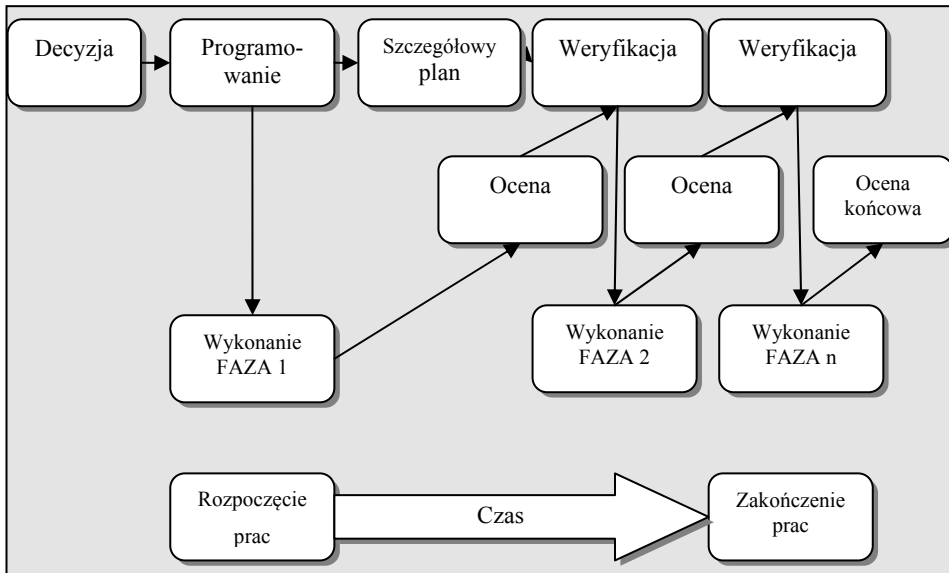 Decyzja
Programo-
wanie
Szczegółowy
plan
Weryfikacja
Weryfikacja
Ocena
Ocena
Ocena
końcowa
Wykonanie
FAZA 1
Wykonanie
FAZA 2
Wykonanie
FAZA n
Rozpoczęcie
prac
Czas
Zakończenie
prac